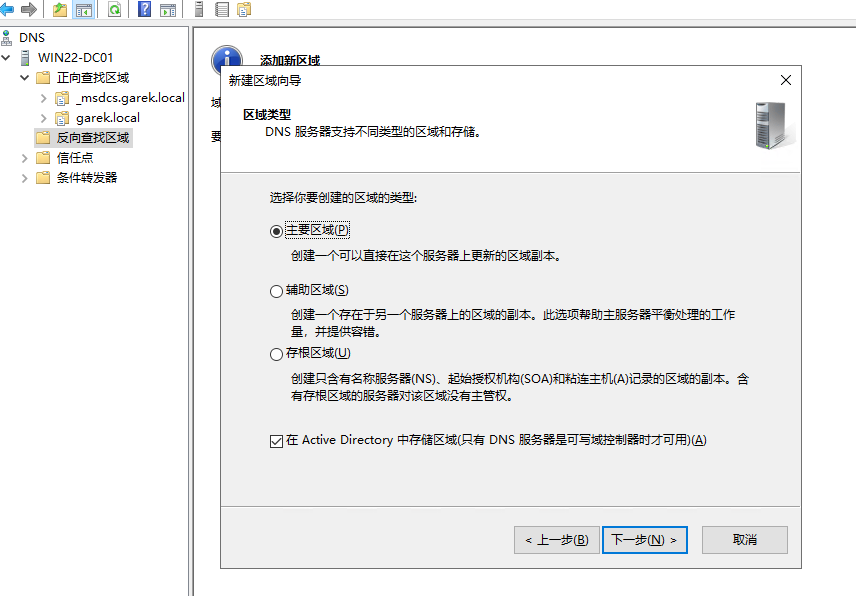 DNS
WIN22-DC01
正向查找区域
_msdcs.garek.local
garek.local
反向查找区域
信任点
条件转发器
添加新区域
域
要
新建区域向导
区域类型
DNS 服务器支持不同类型的区域和存储。
选择你要创建的区域的类型:
主要区域(P)
创建一个可以直接在这个服务器上更新的区域副本。
辅助区域(S)
创建一个存在于另一个服务器上的区域的副本。此选项帮助主服务器平衡处理的工作
量，并提供容错。
存根区域(U)
创建只含有名称服务器(NS)、起始授权机构(SOA)和粘连主机(A)记录的区域的副本。含
有存根区域的服务器对该区域没有主管权。
在 Active Directory 中存储区域(只有 DNS 服务器是可写域控制器时才可用)(A)
< 上一步(B)
下一步(N) >
取消